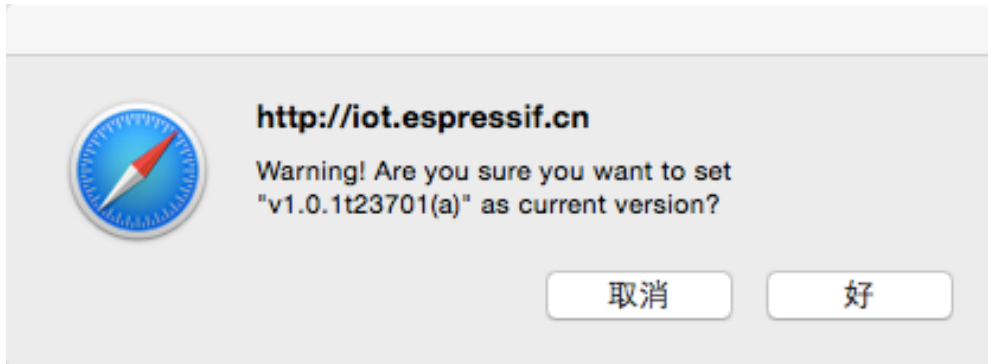 http://iot.espressif.cn
Warning! Are you sure you want to set
"v1.0.1t23701(a)" as current version?
取消 好